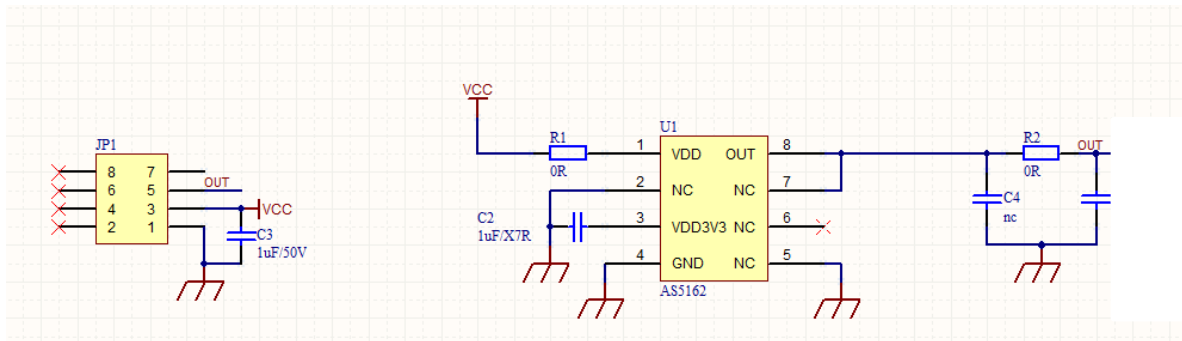 VCC
JP1
8 7
6 5 OUT
4 3 VCC
2 1
C3
1uF/50V
U1
R1 1 VDD OUT 8
0R
2 NC NC 7
C2
1uF/X7R
3 VDD3V3 NC 6
4 GND NC 5
AS5162
R2 OUT
0R
C4
nc